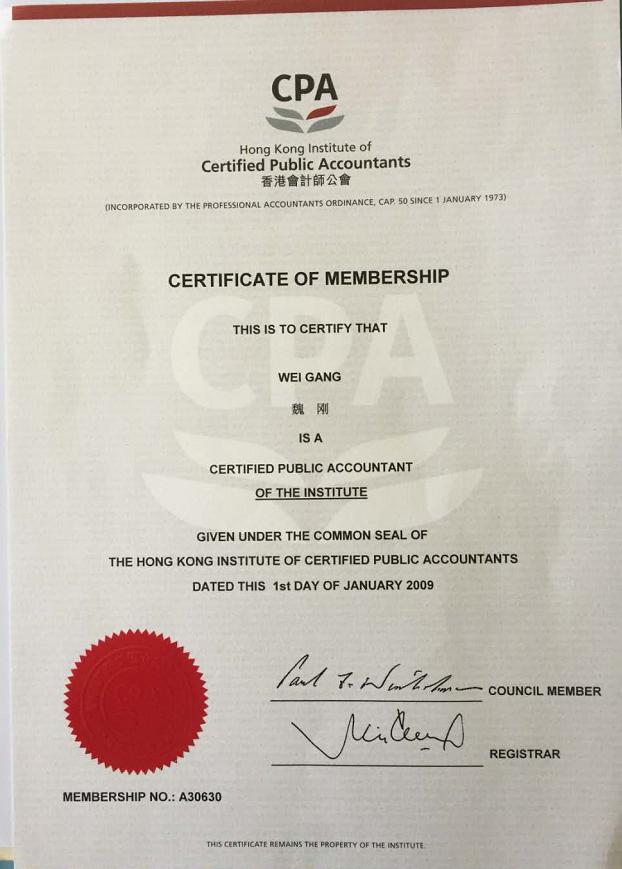 CPA
Hong Kong Institute of
Certified Public Accountants
香港會計師公會
(INCORPORATED BY THE PROFESSIONAL ACCOUNTANTS ORDINANCE, CAP. 50 SINCE 1 JANUARY 1973)
CERTIFICATE OF MEMBERSHIP
THIS IS TO CERTIFY THAT
WEI GANG
魏 刚
IS A
CERTIFIED PUBLIC ACCOUNTANT
OF THE INSTITUTE
GIVEN UNDER THE COMMON SEAL OF
THE HONG KONG INSTITUTE OF CERTIFIED PUBLIC ACCOUNTANTS
DATED THIS 1st DAY OF JANUARY 2009
COUNCIL MEMBER
REGISTRAR
MEMBERSHIP NO.: A30630
THIS CERTIFICATE REMAINS THE PROPERTY OF THE INSTITUTE.